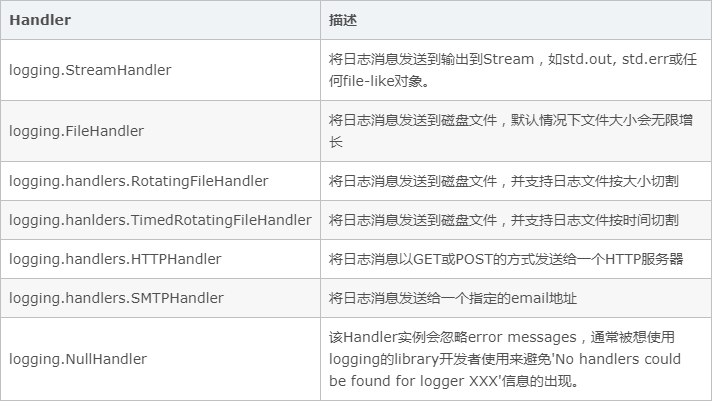 Handler 描述
logging.StreamHandler 将日志消息发送到输出到Stream，如std.out, std.err或任
何file-like对象。
logging.FileHandler 将日志消息发送到磁盘文件，默认情况下文件大小会无限增
长
logging.handlers.RotatingFileHandler 将日志消息发送到磁盘文件，并支持日志文件按大小切割
logging.hanlders.TimedRotatingFileHandler 将日志消息发送到磁盘文件，并支持日志文件按时间切割
logging.handlers.HTTPHandler 将日志消息以GET或POST的方式发送给一个HTTP服务器
logging.handlers.SMTPHandler 将日志消息发送给一个指定的email地址
logging.NullHandler 该Handler实例会忽略error messages，通常被想使用
logging的library开发者使用来避免'No handlers could
be found for logger XXX'信息的出现。